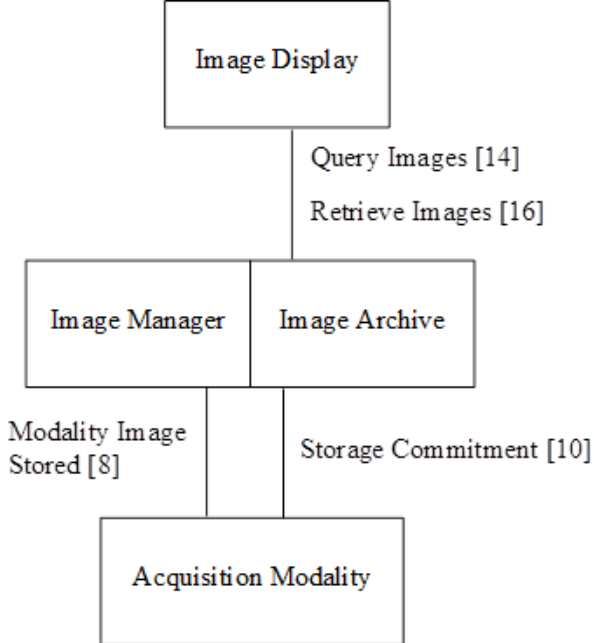 Image Display
Query Images [14]
Retrieve Images [16]
Image Manager
Image Archive
Modality Image
Stored [8]
Storage Commitment [10]
Acquisition Modality